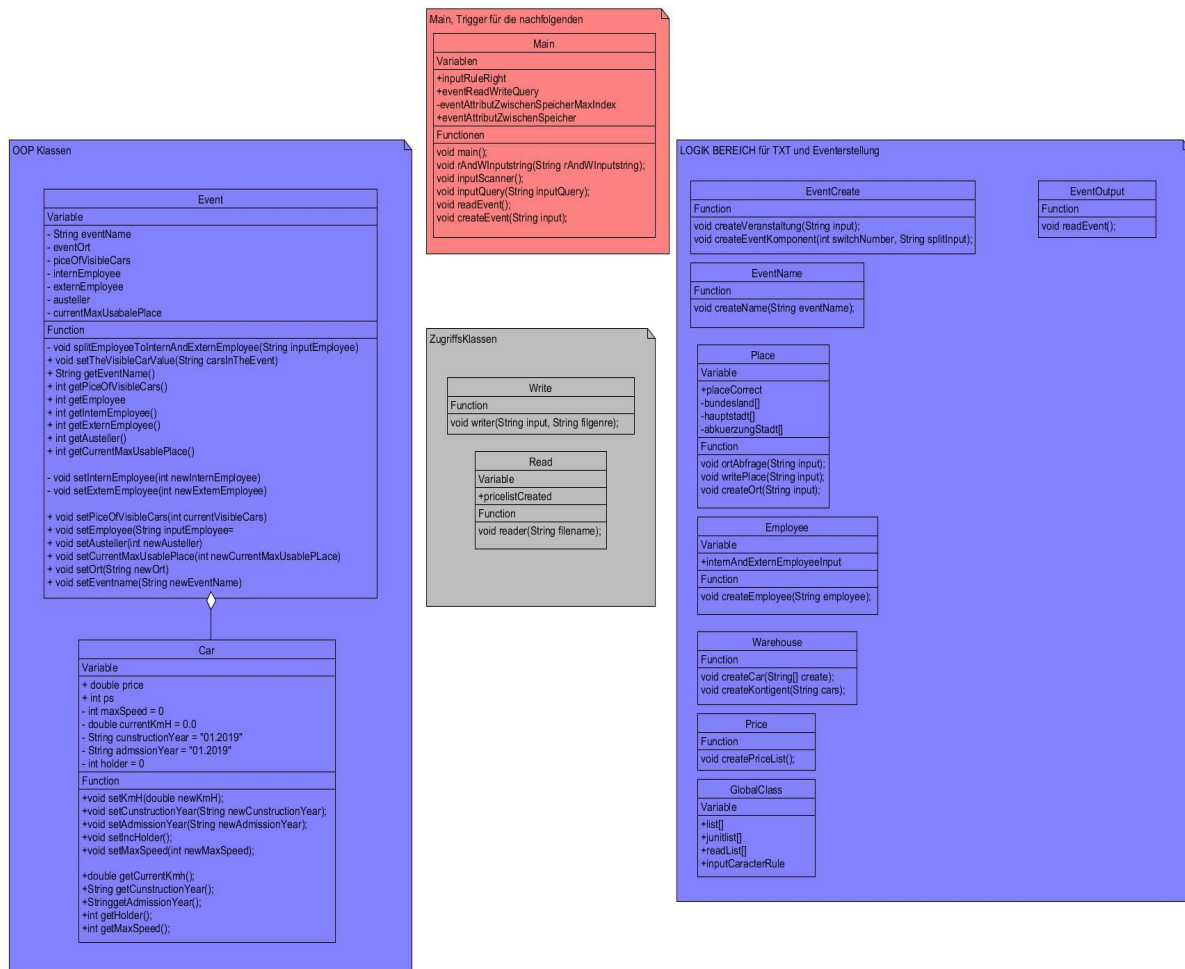 Main, Trigger für die nachfolgenden
Main
Variablen
+inputRuleRight
+eventReadWriteQuery
-eventAttributZwischenSpeicherMaxIndex
+eventAttributZwischenSpeicher
Functionen
void main();
void rAndWInputstring(String rAndWInputstring);
void inputScanner();
void inputQuery(String inputQuery);
void readEvent();
void createEvent(String input);
OOP Klassen
Event
Variable
- String eventName
- eventOrt
- piceOfVisibleCars
- internEmployee
- externEmployee
- austeller
- currentMaxUsabalePlace
Function
- void splitEmployeeToInternAndExternEmployee(String inputEmployee)
+ void setTheVisibleCarValue(String carsInTheEvent)
+ String getEventName()
+ int getPiceOfVisibleCars()
+ int getEmployee
+ int getInternEmployee()
+ int getExternEmployee()
+ int getAusteller()
+ int getCurrentMaxUsablePlace()
- void setInternEmployee(int newInternEmployee)
- void setExternEmployee(int newExternEmployee)
+ void setPiceOfVisibleCars(int currentVisibleCars)
+ void setEmployee(String inputEmployee=
+ void setAusteller(int newAusteller)
+ void setCurrentMaxUsablePlace(int newCurrentMaxUsablePLace)
+ void setOrt(String newOrt)
+ void setEventname(String newEventName)
Car
Variable
+ double price
+ int ps
- int maxSpeed = 0
- double currentKmH = 0.0
- String cunstructionYear = "01.2019"
- String admssionYear = "01.2019"
- int holder = 0
Function
+void setKmH(double newKmH);
+void setCunstructionYear(String newCunstructionYear);
+void setAdmissionYear(String newAdmissionYear);
+void setIncHolder();
+void setMaxSpeed(int newMaxSpeed);
+double getCurrentKmh();
+String getCunstructionYear();
+StringgetAdmissionYear();
+int getHolder();
+int getMaxSpeed();
ZugriffsKlassen
Write
Function
void writer(String input, String filgenre);
Read
Variable
+pricelistCreated
Function
void reader(String filename);
LOGIK BEREICH für TXT und Eventerstellung
EventCreate
Function
void createVeranstaltung(String input);
void createEventKomponent(int switchNumber, String splitInput);
EventOutput
Function
void readEvent();
EventName
Function
void createName(String eventName);
Place
Variable
+placeCorrect
-bundesland[]
-hauptstadt[]
-abkuerzungStadt[]
Function
void ortAbfrage(String input);
void writePlace(String input);
void createOrt(String input);
Employee
Variable
+internAndExternEmployeeInput
Function
void createEmployee(String employee);
Warehouse
Function
void createCar(String[] create);
void createKontigent(String cars);
Price
Function
void createPriceList();
GlobalClass
Variable
+list[]
+junitlist[]
+readList[]
+inputCaracterRule